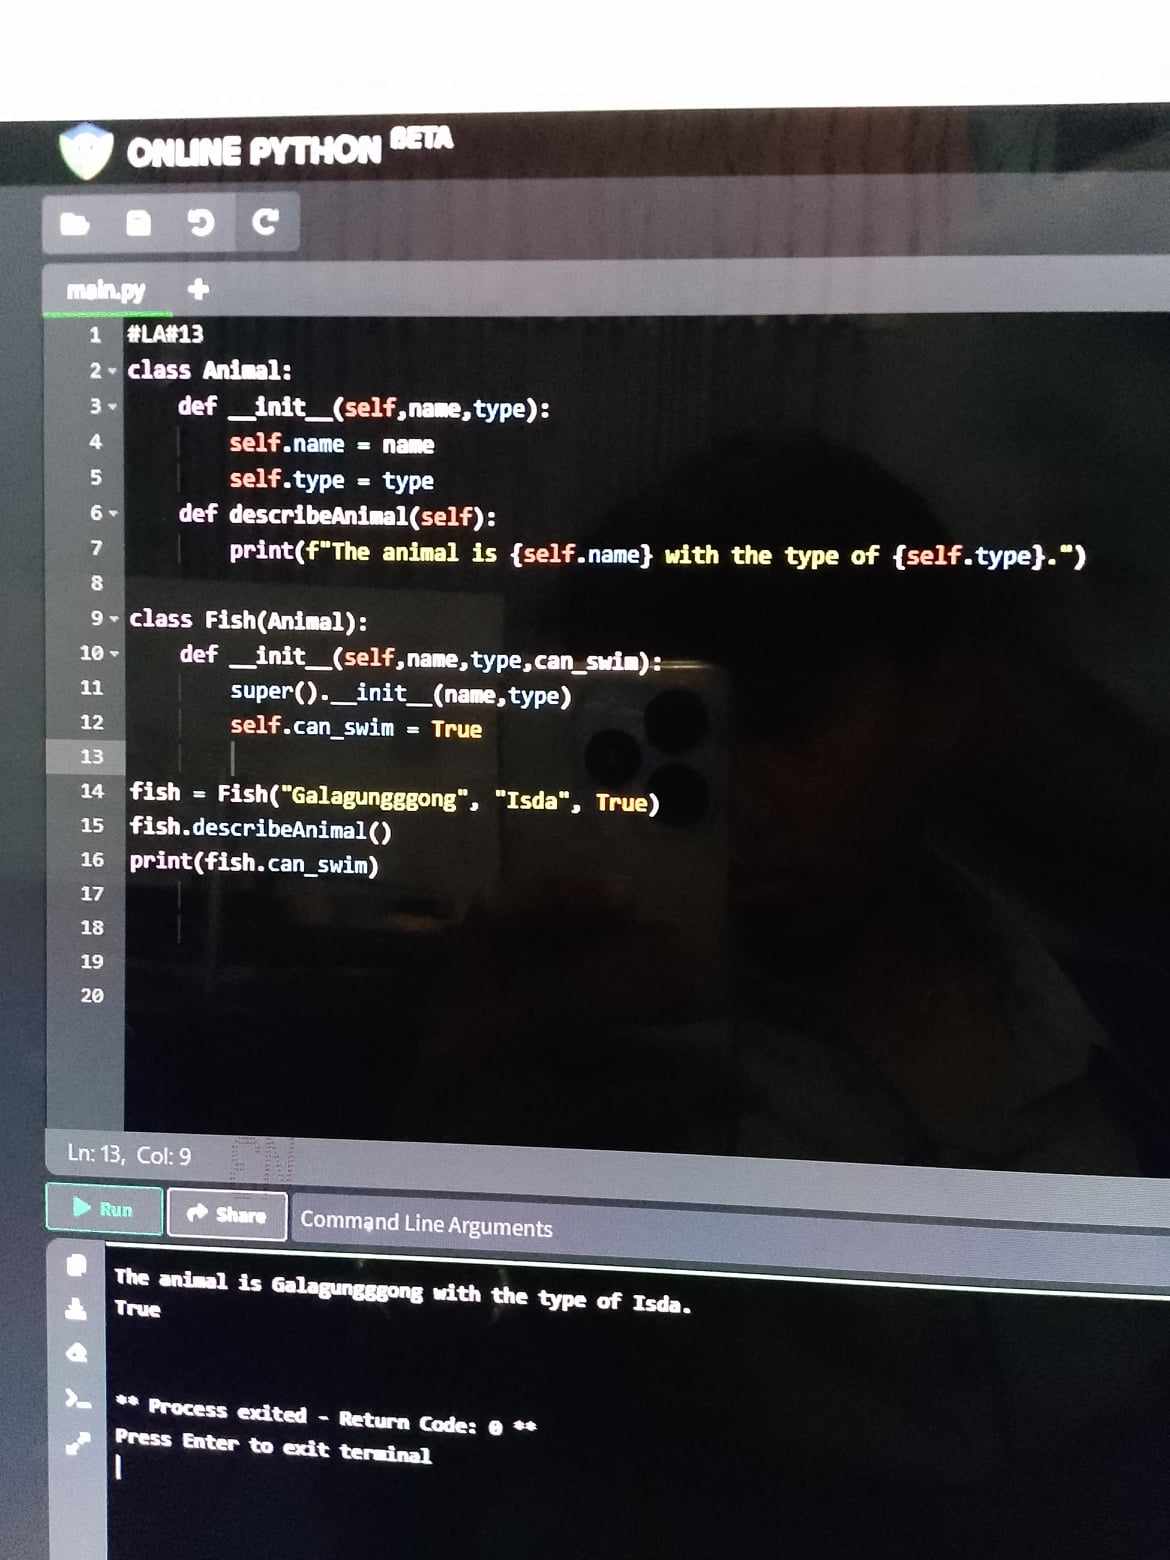 ONLINE PYTHON BETA
main.py +
1 #LA#13
2 class Animal:
3     def __init__(self,name,type):
4         self.name = name
5         self.type = type
6     def describeAnimal(self):
7         print(f"The animal is {self.name} with the type of {self.type}.")
8
9 class Fish(Animal):
10     def __init__(self,name,type,can_swim):
11         super().__init__(name,type)
12         self.can_swim = True
13
14 fish = Fish("Galagungggong", "Isda", True)
15 fish.describeAnimal()
16 print(fish.can_swim)
17
18
19
20
Ln: 13, Col: 9
Run Share Command Line Arguments
The animal is Galagungggong with the type of Isda.
True
** Process exited - Return Code: 0 **
Press Enter to exit terminal